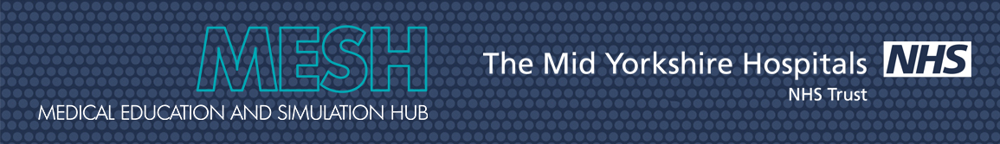 MESH
MEDICAL EDUCATION AND SIMULATION HUB
The Mid Yorkshire Hospitals NHS
NHS Trust